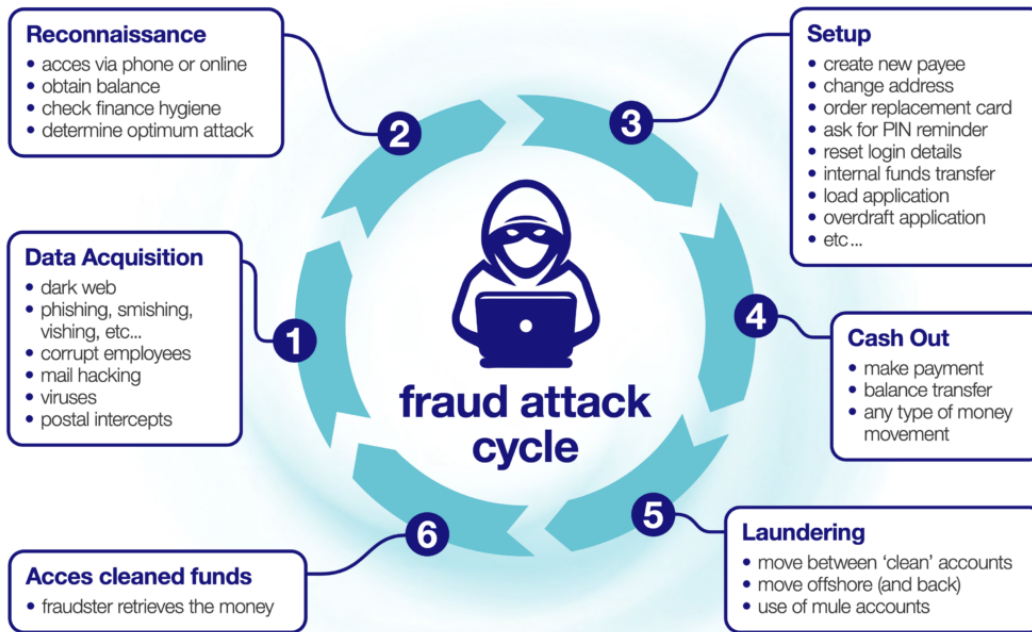 Reconnaissance
• acces via phone or online
• obtain balance
• check finance hygiene
• determine optimum attack
2
3
Setup
• create new payee
• change address
• order replacement card
• ask for PIN reminder
• reset login details
• internal funds transfer
• load application
• overdraft application
• etc ...
Data Acquisition
• dark web
• phishing, smishing,
vishing, etc...
• corrupt employees
• mail hacking
• viruses
• postal intercepts
1
fraud attack
cycle
4
Cash Out
• make payment
• balance transfer
• any type of money
movement
5
Laundering
• move between ‘clean’ accounts
• move offshore (and back)
• use of mule accounts
6
Acces cleaned funds
• fraudster retrieves the money